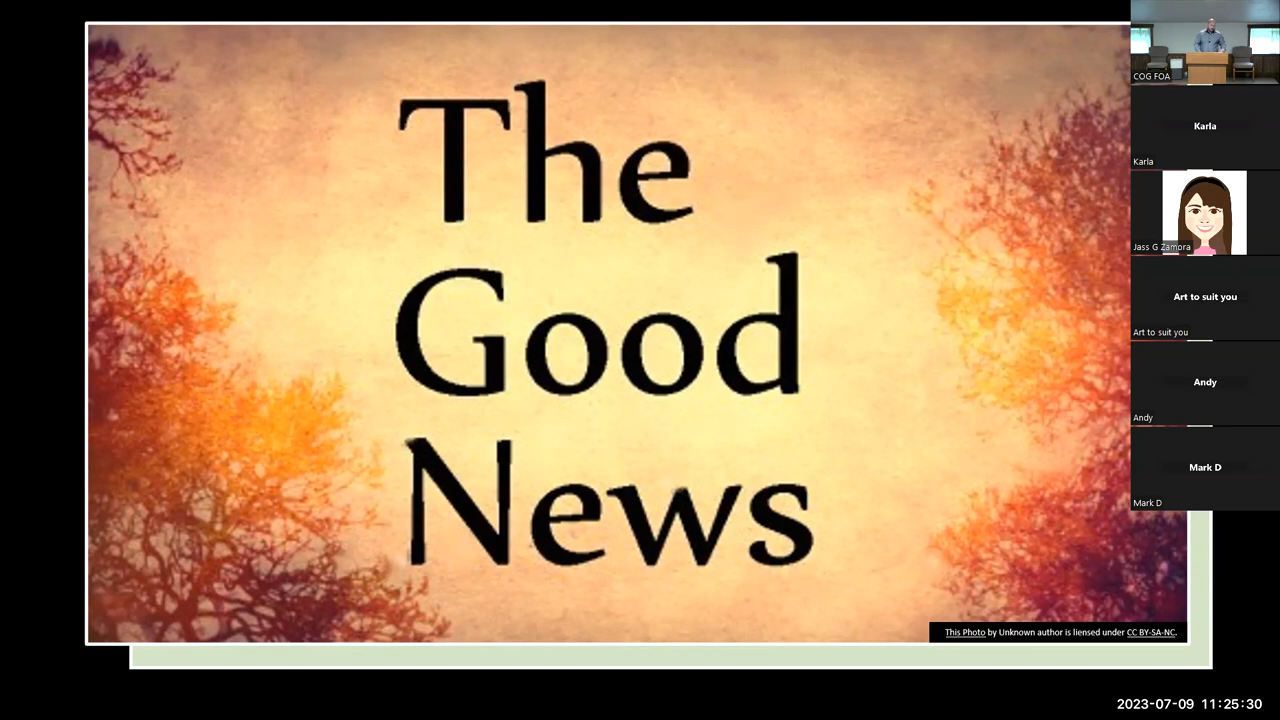 The
Good
News
This Photo by Unknown author is liensed under CC BY-SA-NC.
COG FOA
Karla
Karla
Jass G Zamora
Art to suit you
Art to suit you
Andy
Andy
Mark D
Mark D
2023-07-09 11:25:30